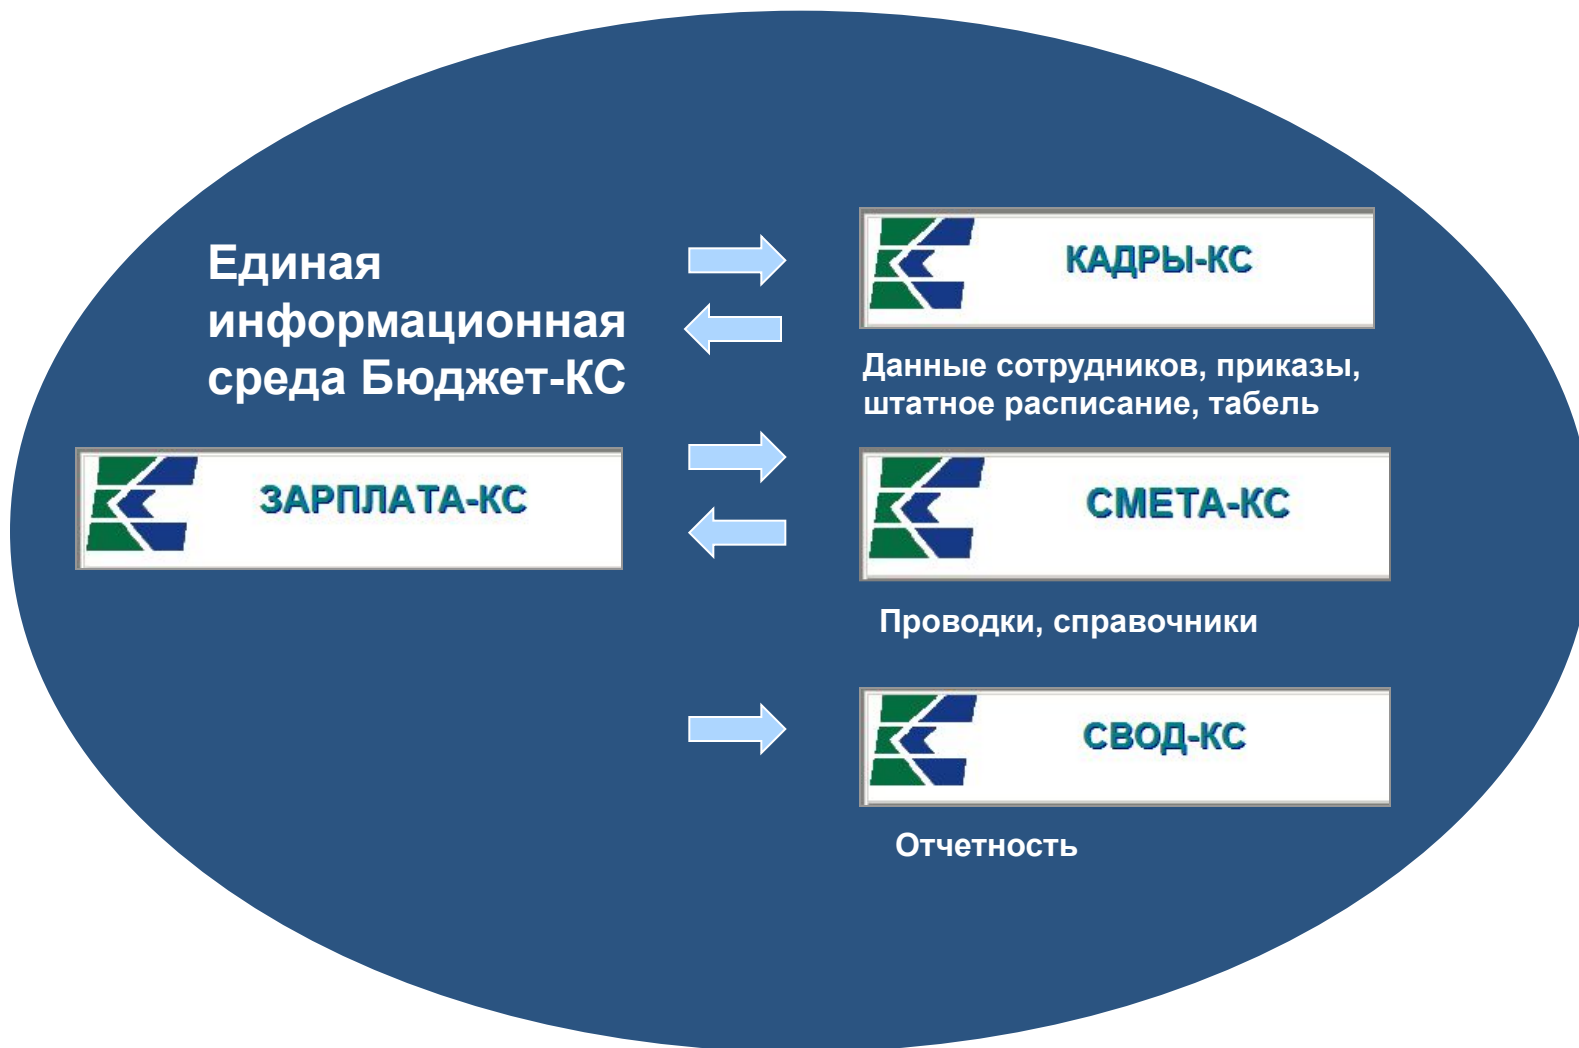 Единая
информационная
среда Бюджет-КС
ЗАРПЛАТА-КС
КАДРЫ-КС
Данные сотрудников, приказы,
штатное расписание, табель
СМЕТА-КС
Проводки, справочники
СВОД-КС
Отчетность